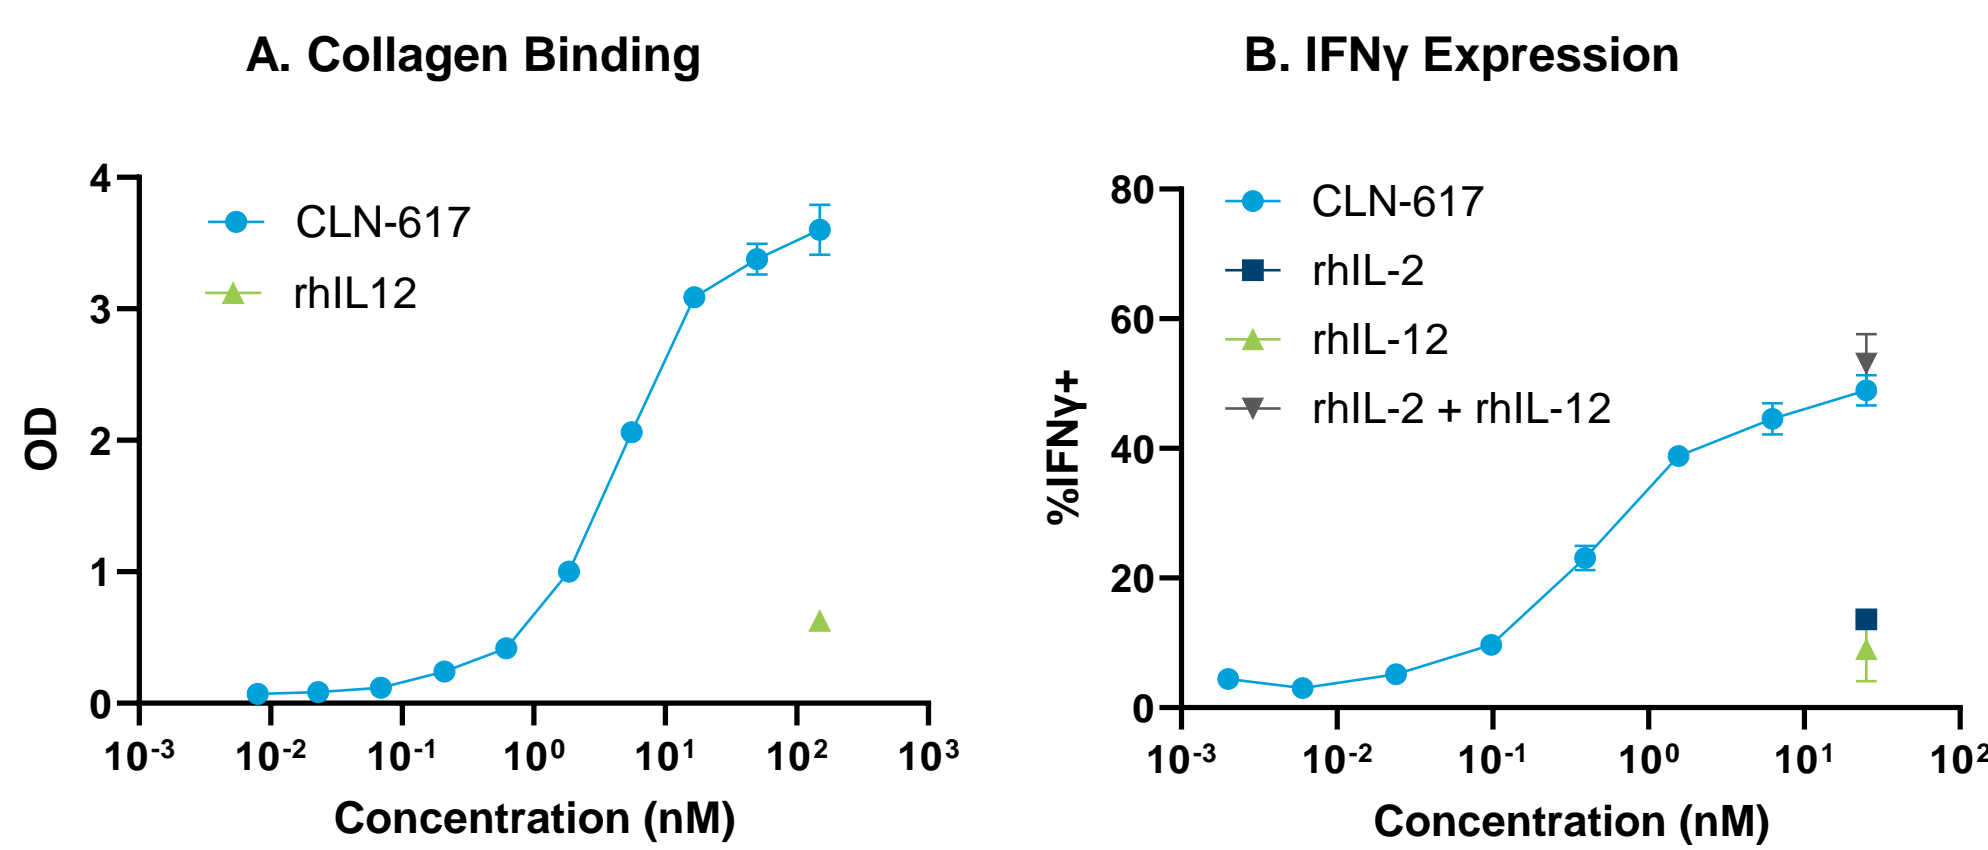 A. Collagen Binding
4
3
2
1
0
OD
CLN-617
rhIL12
10-3
10-2
10-1
100
101
102
103
Concentration (nM)
B. IFNγ Expression
80
60
40
20
0
%IFNγ+
CLN-617
rhIL-2
rhIL-12
rhIL-2 + rhIL-12
10-3
10-2
10-1
100
101
102
Concentration (nM)